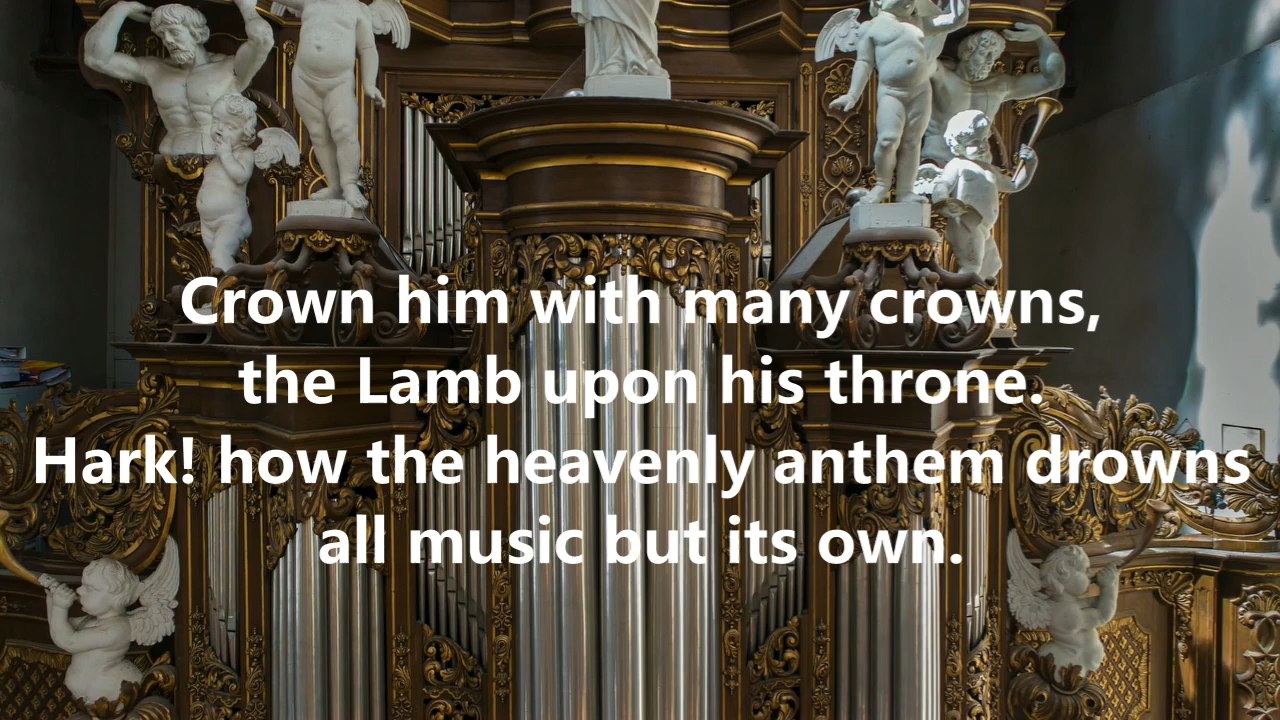 Crown him with many crowns,
the Lamb upon his throne.
Hark! how the heavenly anthem drowns
all music but its own.